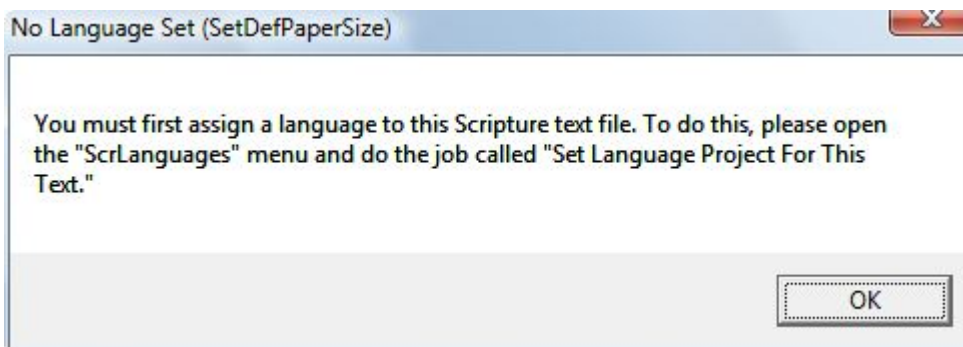 No Language Set (SetDefPaperSize)
You must first assign a language to this Scripture text file. To do this, please open
the "ScrLanguages" menu and do the job called "Set Language Project For This
Text."
OK